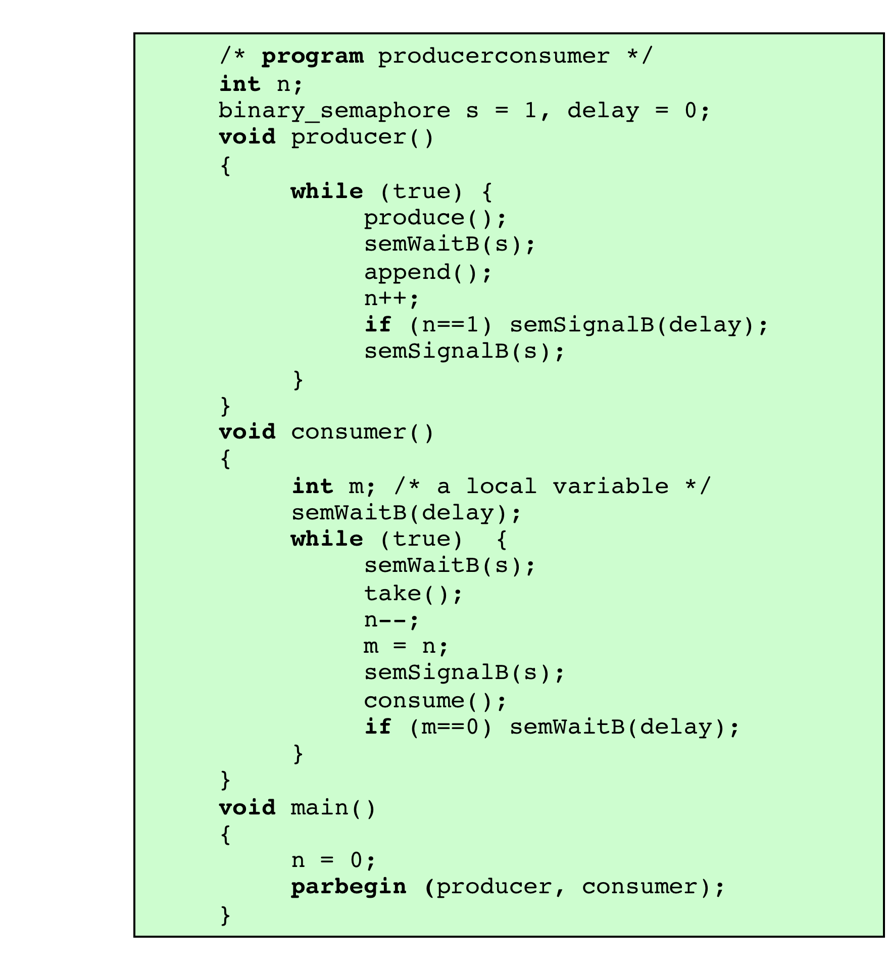 /* program producerconsumer */
int n;
binary_semaphore s = 1, delay = 0;
void producer()
{
while (true) {
produce();
semWaitB(s);
append();
n++;
if (n==1) semSignalB(delay);
semSignalB(s);
}
}
void consumer()
{
int m; /* a local variable */
semWaitB(delay);
while (true)  {
semWaitB(s);
take();
n--;
m = n;
semSignalB(s);
consume();
if (m==0) semWaitB(delay);
}
}
void main()
{
n = 0;
parbegin (producer, consumer);
}